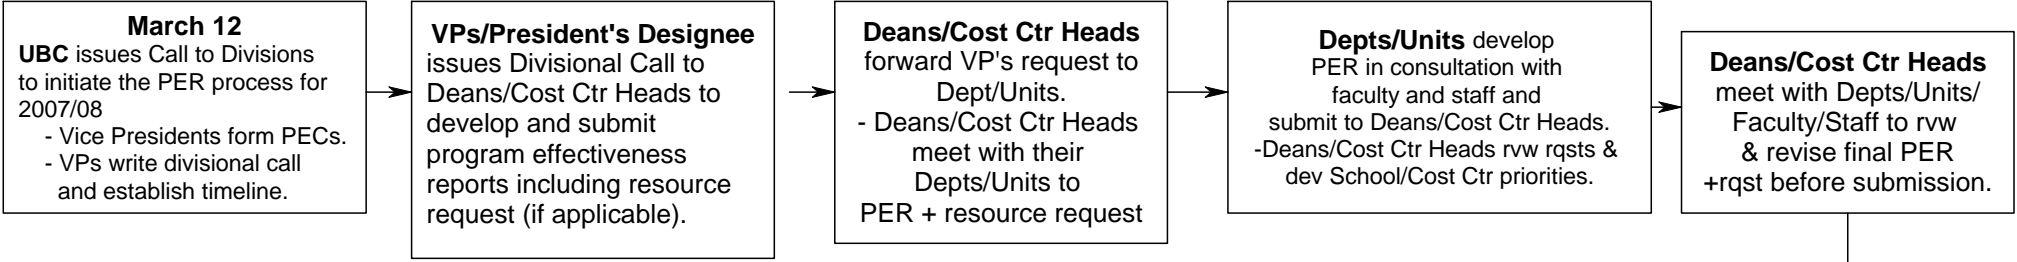 March 12
UBC issues Call to Divisions
to initiate the PER process for
2007/08
- Vice Presidents form PECs.
- VPs write divisional call
and establish timeline.
VPs/President's Designee
issues Divisional Call to
Deans/Cost Ctr Heads to
develop and submit
program effectiveness
reports including resource
request (if applicable).
Deans/Cost Ctr Heads
forward VP's request to
Dept/Units.
- Deans/Cost Ctr Heads
meet with their
Depts/Units to
PER + resource request
Depts/Units develop
PER in consultation with
faculty and staff and
submit to Deans/Cost Ctr Heads.
-Deans/Cost Ctr Heads rvw rqsts &
dev School/Cost Ctr priorities.
Deans/Cost Ctr Heads
meet with Depts/Units/
Faculty/Staff to rvw
& revise final PER
+rqst before submission.